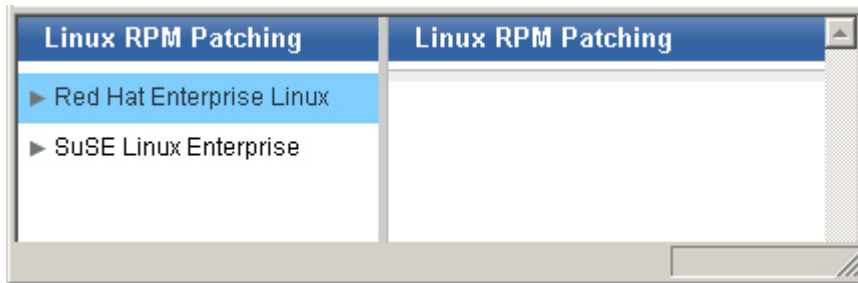 Linux RPM Patching
Red Hat Enterprise Linux
SuSE Linux Enterprise
Linux RPM Patching